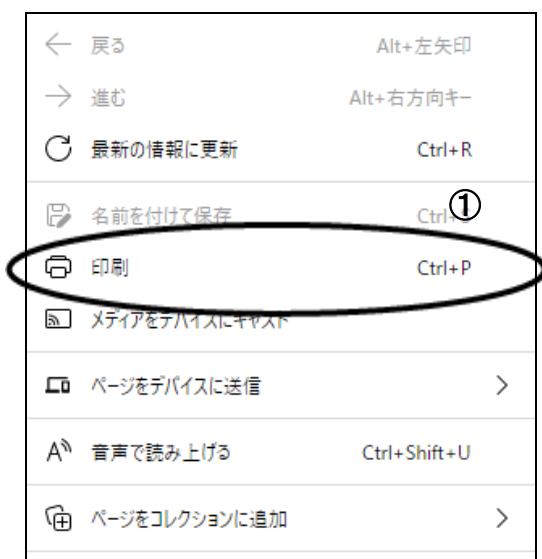 戻る Alt+左矢印
進む Alt+右方向キー
最新の情報に更新 Ctrl+R
①
名前を付けて保存
印刷 Ctrl+P
メディアをデバイスにキャスト
ページをデバイスに送信
音声で読み上げる Ctrl+Shift+U
ページをコレクションに追加